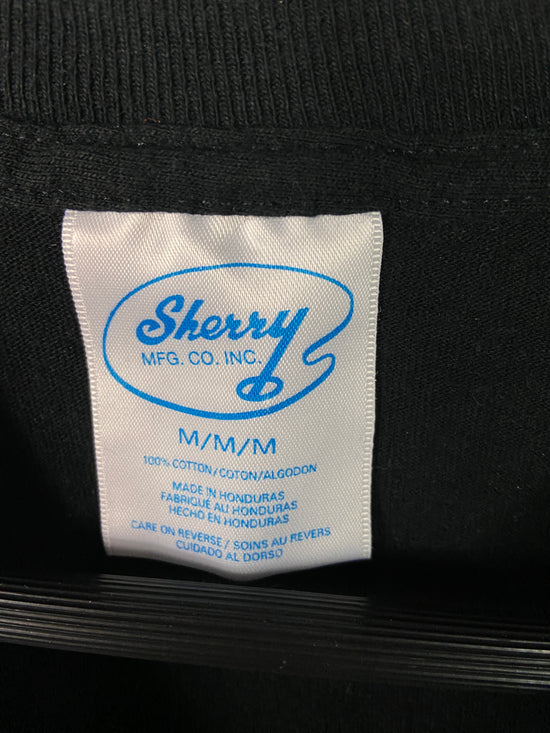 Sherry
MFG. CO. INC.
M/M/M
100% COTTON/COTON/ALGODON
MADE IN HONDURAS
FABRIQUE AU HONDURAS
HECHO EN HONDURAS
CARE ON REVERSE / SOINS AU REVERS
CUIDADO AL DORSO